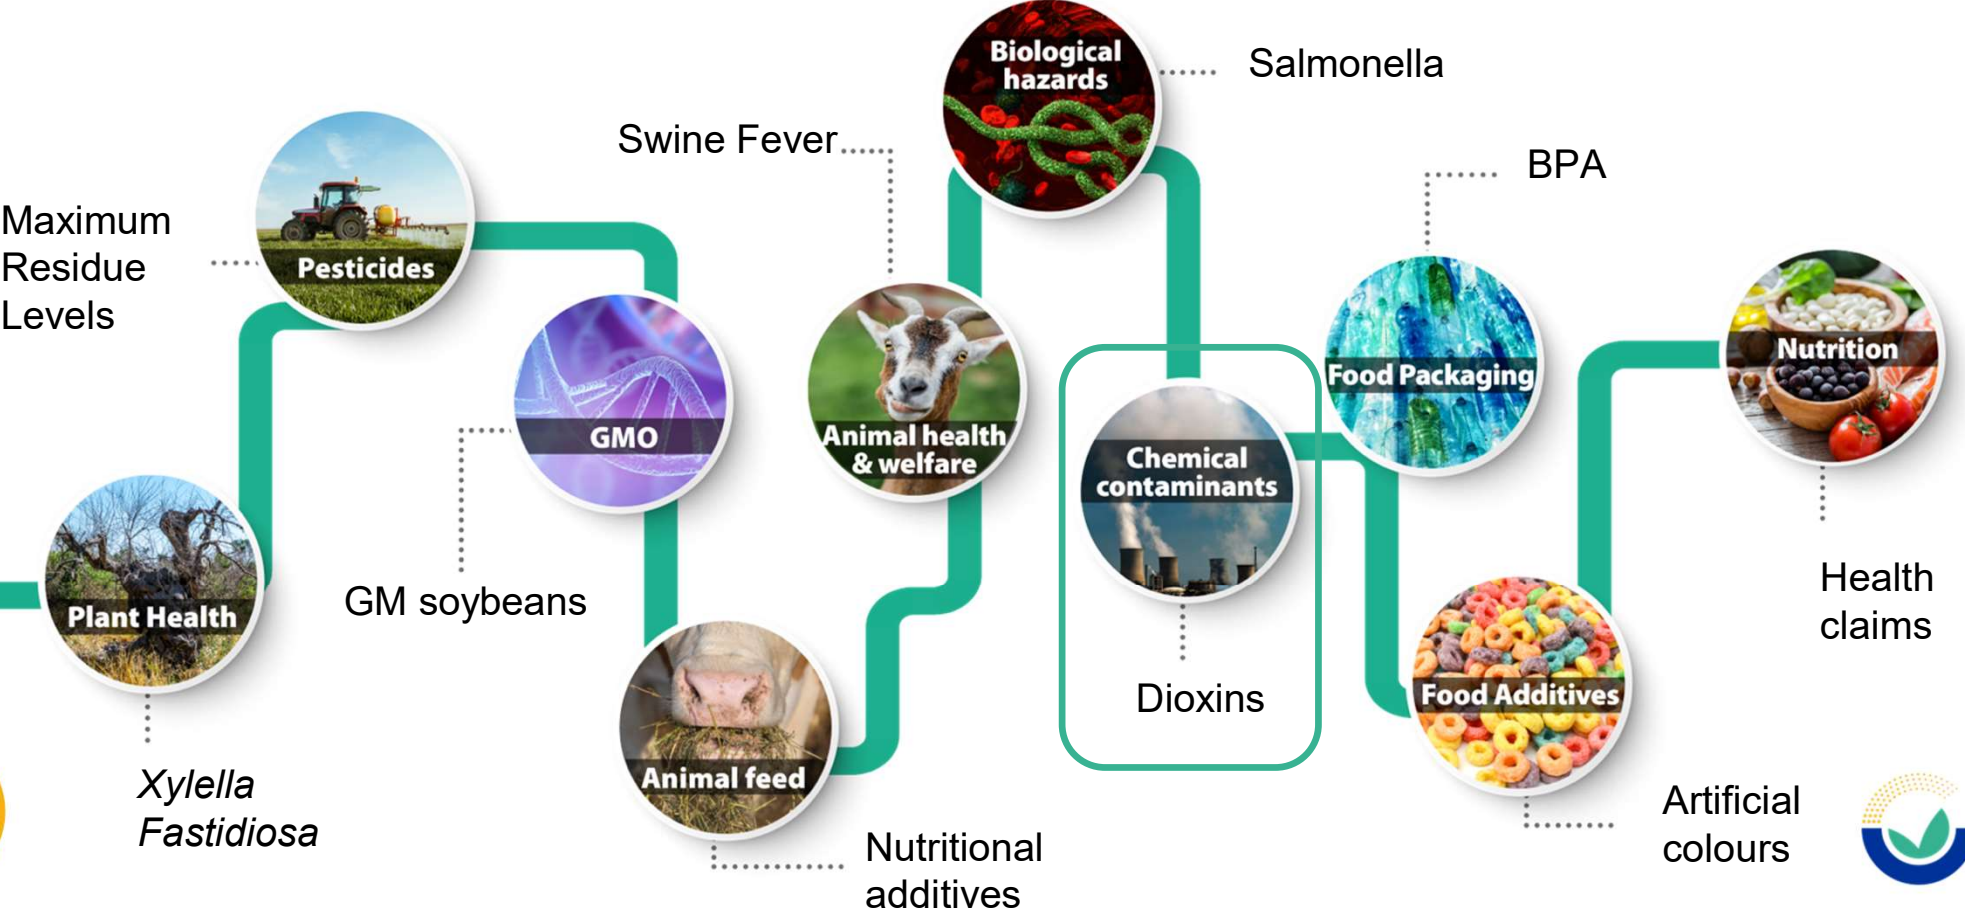 Biological
hazards
Salmonella
Swine Fever
BPA
Maximum
Residue
Levels
Pesticides
Nutrition
Food Packaging
GMO
Animal health
& welfare
Chemical
contaminants
Health
claims
GM soybeans
Plant Health
Dioxins
Food Additives
Animal feed
Xylella
Fastidiosa
Artificial
colours
Nutritional
additives